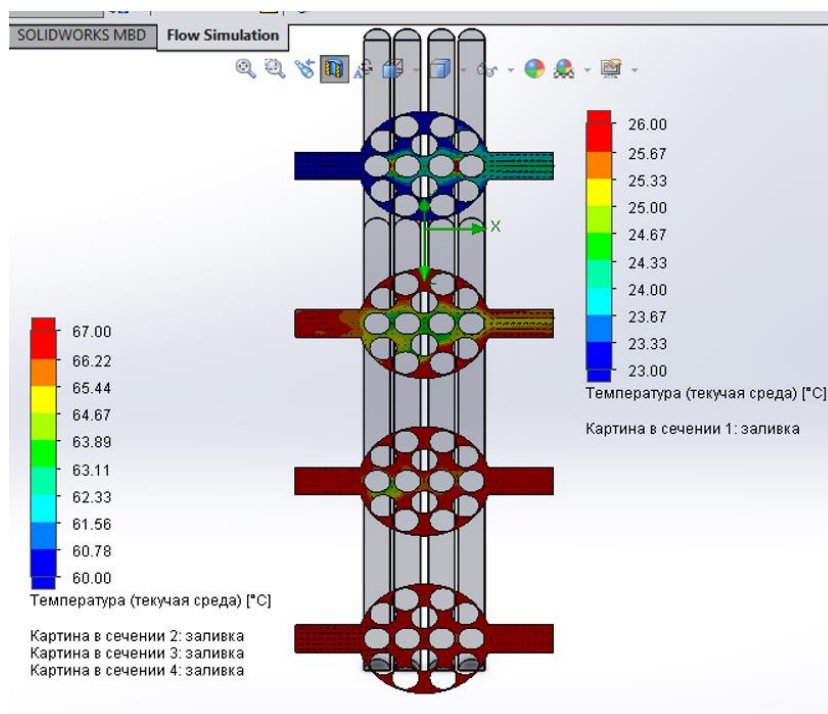 SOLIDWORKS MBD
Flow Simulation
X
26.00
25.67
25.33
25.00
24.67
24.33
24.00
23.67
23.33
23.00
Температура (текучая среда) [°C]
Картина в сечении 1: заливка
67.00
66.22
65.44
64.67
63.89
63.11
62.33
61.56
60.78
60.00
Температура (текучая среда) [°C]
Картина в сечении 2: заливка
Картина в сечении 3: заливка
Картина в сечении 4: заливка